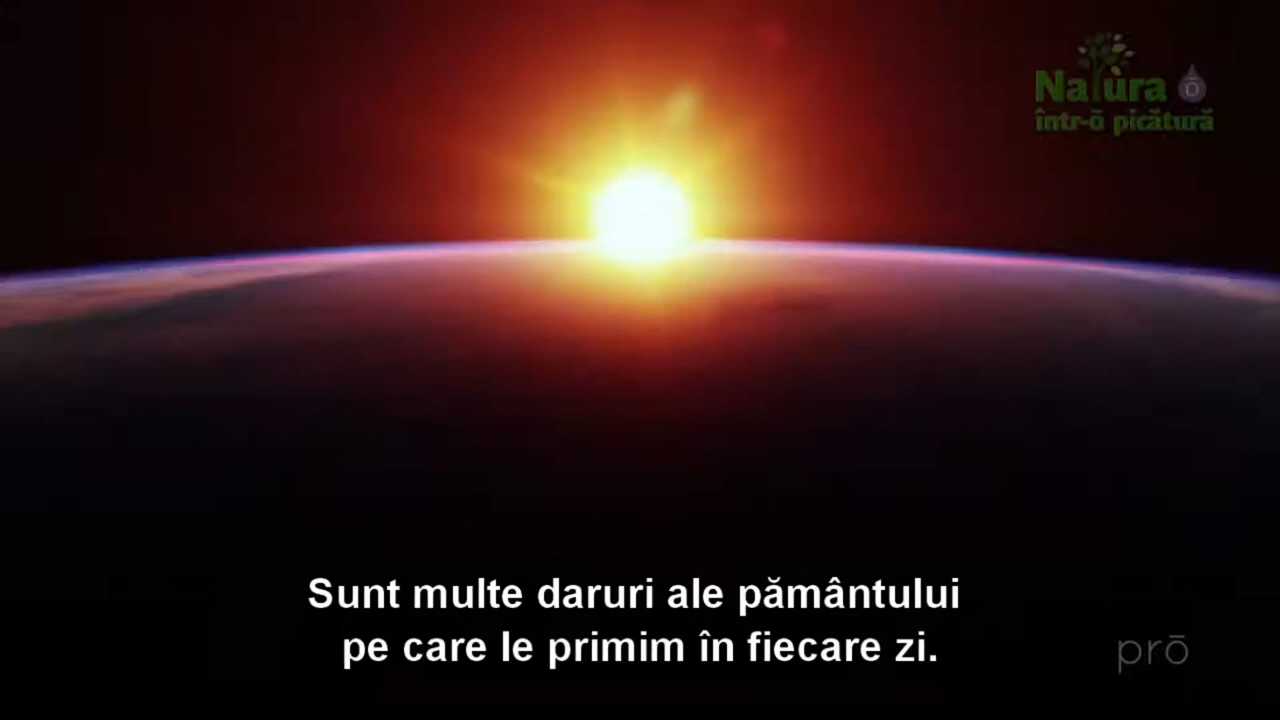 Natura ō
într-ō picătură
Sunt multe daruri ale pământului
pe care le primim în fiecare zi.
prō